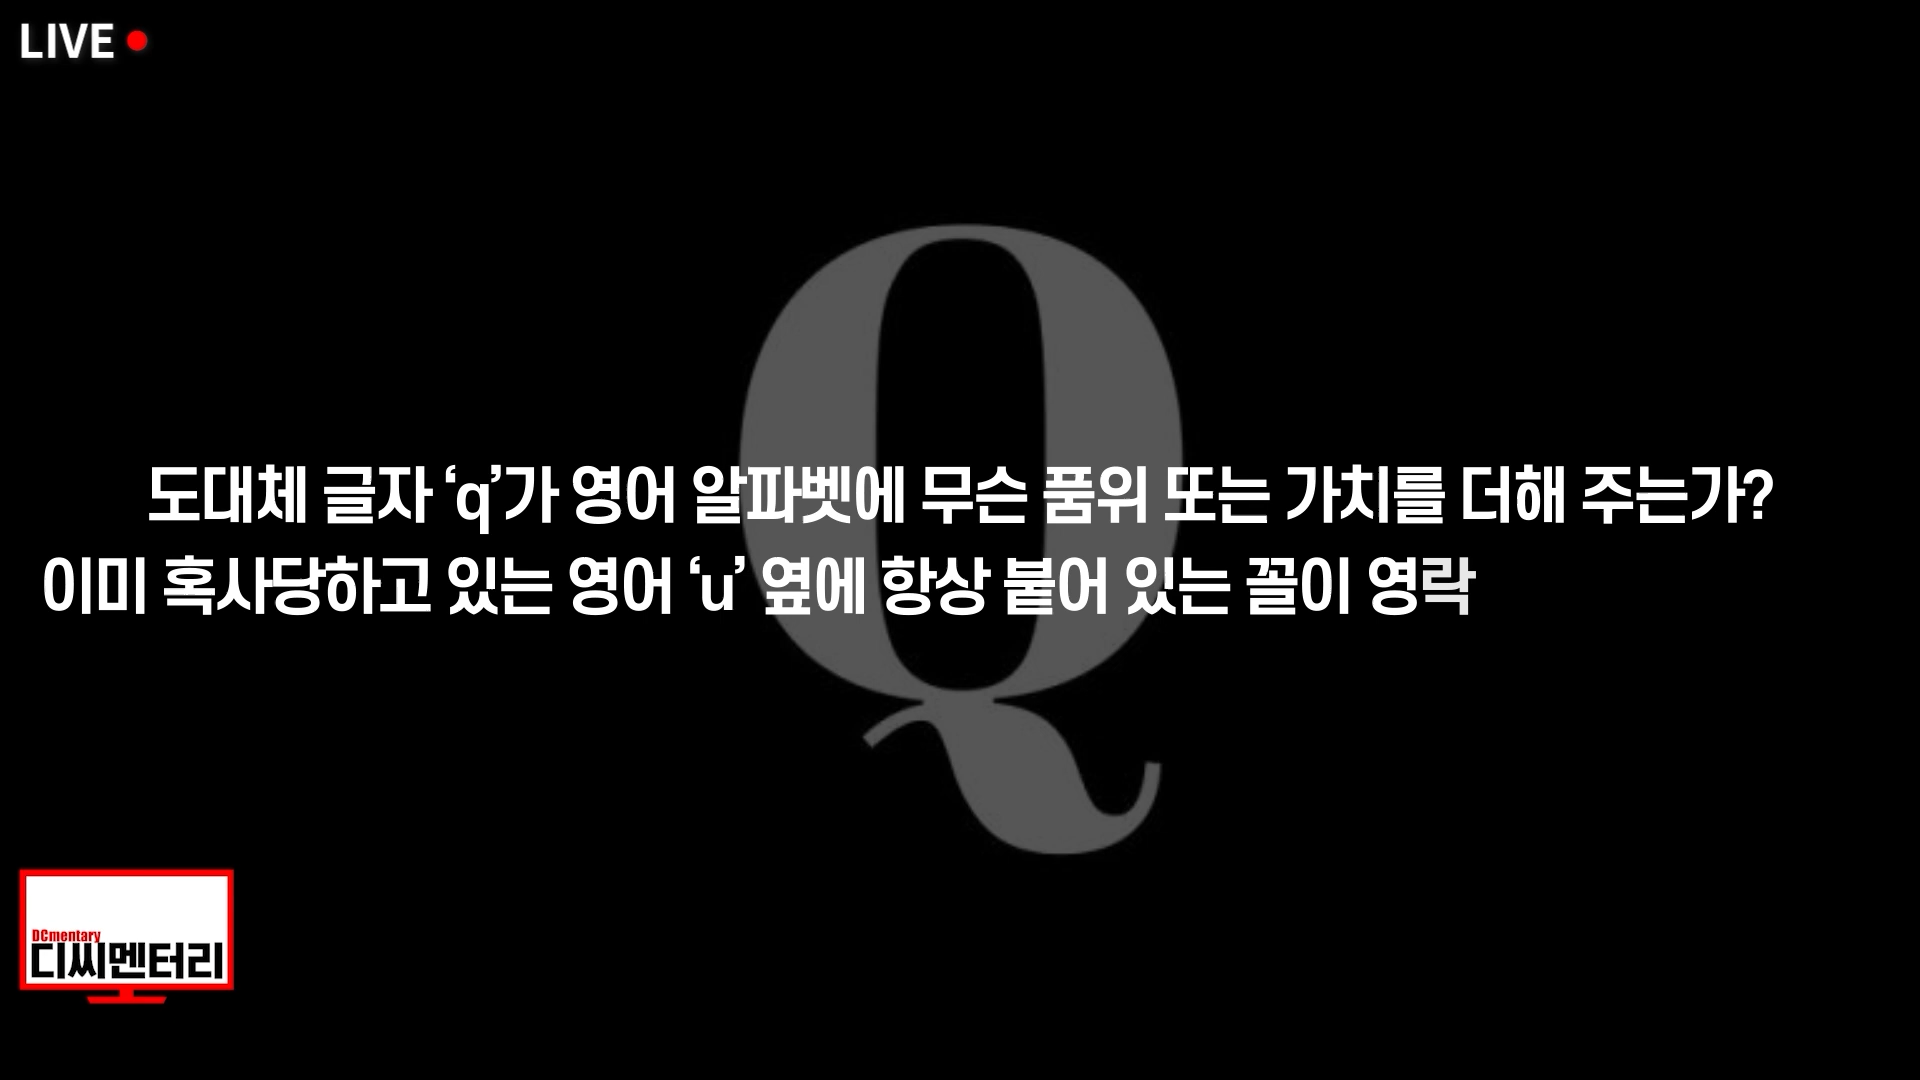 LIVE
Q
도대체 글자 ‘q’가 영어 알파벳에 무슨 품위 또는 가치를 더해 주는가?
이미 혹사당하고 있는 영어 ‘u’ 옆에 항상 붙어 있는 꼴이 영락
DCmentary
디씨멘터리